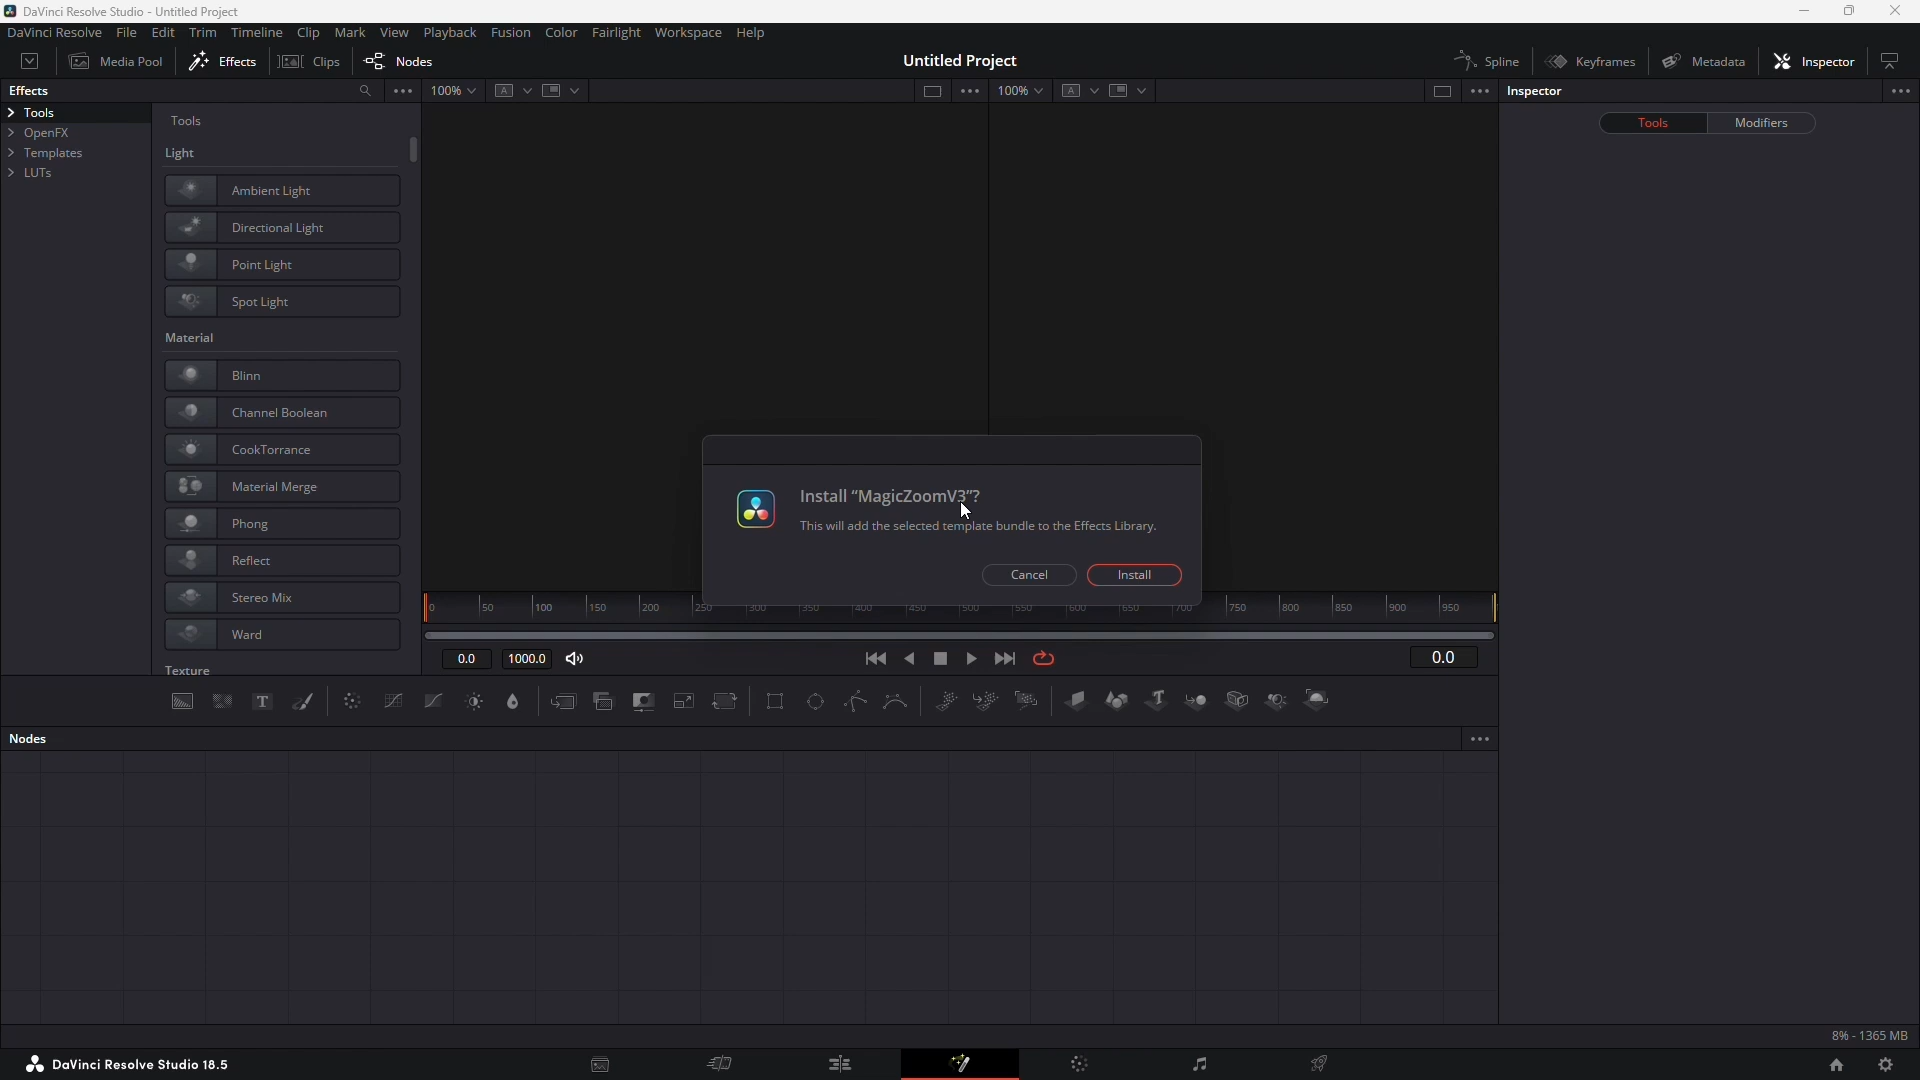 DaVinci Resolve Studio - Untitled Project
DaVinci Resolve File Edit Trim Timeline Clip Mark View Playback Fusion Color Fairlight Workspace Help
Media Pool Effects Clips Nodes Untitled Project Spline Keyframes Metadata Inspector
Effects 100% A 100% A Inspector
Tools
OpenFX
Templates
LUTs
Tools
Light
Ambient Light
Directional Light
Point Light
Spot Light
Material
Blinn
Channel Boolean
CookTorrance
Material Merge
Phong
Reflect
Stereo Mix
Ward
Texture
Tools Modifiers
Install “MagicZoomV3”?
This will add the selected template bundle to the Effects Library.
Cancel Install
0 50 100 150 200 250 300 350 400 450 500 550 600 650 700 750 800 850 900 950
0.0 1000.0 0.0
T T
Nodes
8% - 1365 MB
DaVinci Resolve Studio 18.5